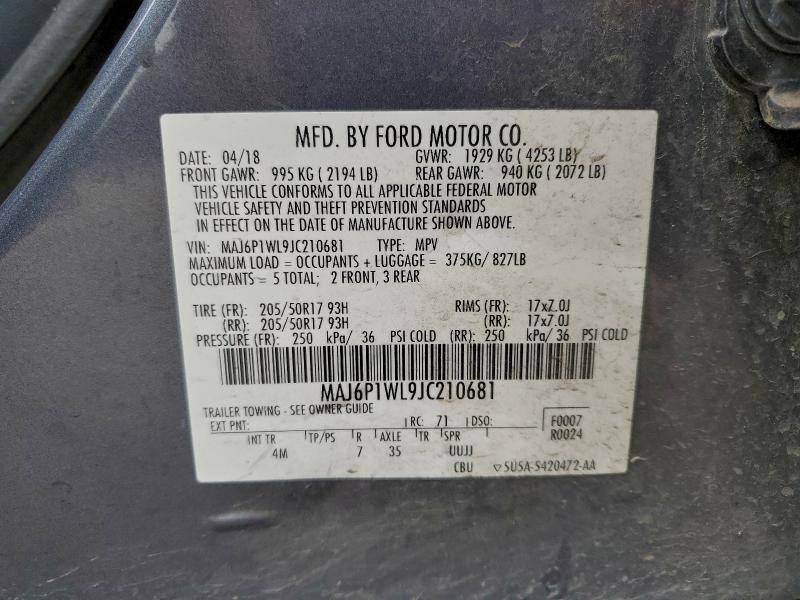 MFD. BY FORD MOTOR CO.
DATE: 04/18 GVWR: 1929 KG ( 4253 LB)
FRONT GAWR: 995 KG ( 2194 LB) REAR GAWR: 940 KG ( 2072 LB)
THIS VEHICLE CONFORMS TO ALL APPLICABLE FEDERAL MOTOR
VEHICLE SAFETY AND THEFT PREVENTION STANDARDS
IN EFFECT ON THE DATE OF MANUFACTURE SHOWN ABOVE.
VIN: MAJ6P1WL9JC210681 TYPE: MPV
MAXIMUM LOAD = OCCUPANTS + LUGGAGE = 375KG/ 827LB
OCCUPANTS = 5 TOTAL; 2 FRONT, 3 REAR
TIRE (FR): 205/50R17 93H RIMS (FR): 17x7.0J
(RR): 205/50R17 93H (RR): 17x7.0J
PRESSURE (FR): 250 kPa/ 36 PSI COLD (RR): 250 kPa/ 36 PSI COLD
MAJ6P1WL9JC210681
TRAILER TOWING - SEE OWNER GUIDE
EXT PNT: RC: 71 DSO: F0007
INT TR TP/PS R AXLE TR SPR R0024
4M 7 35 UUJJ
CBU 5U5A-5420472-AA